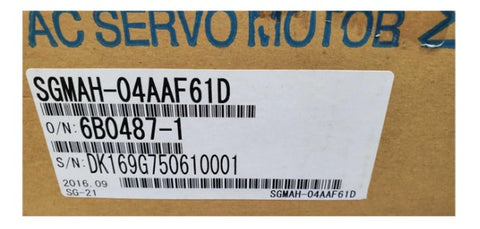 AC SERVO MOTOR Σ
SGMAH-04AAF61D
O/N: 6B0487-1
S/N: DK169G750610001
2016.09
SG-21 SGMAH-04AAF61D